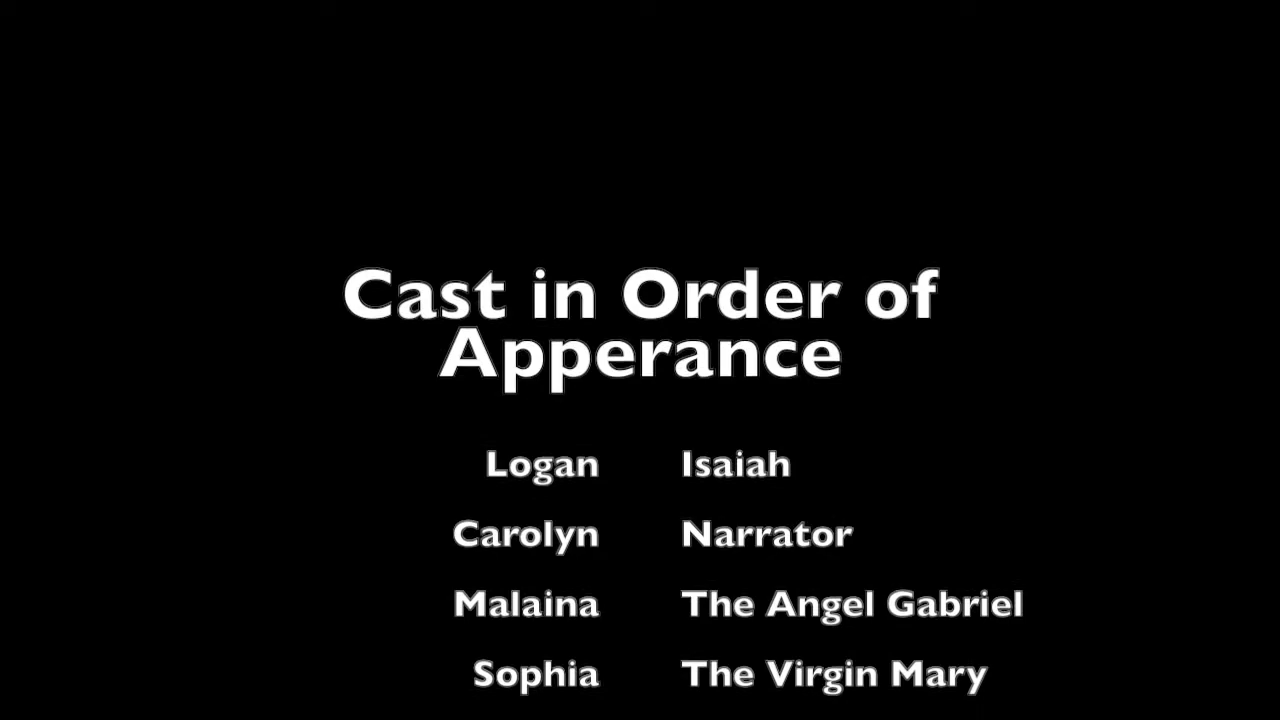 Cast in Order of
Apperance
Logan Isaiah
Carolyn Narrator
Malaina The Angel Gabriel
Sophia The Virgin Mary